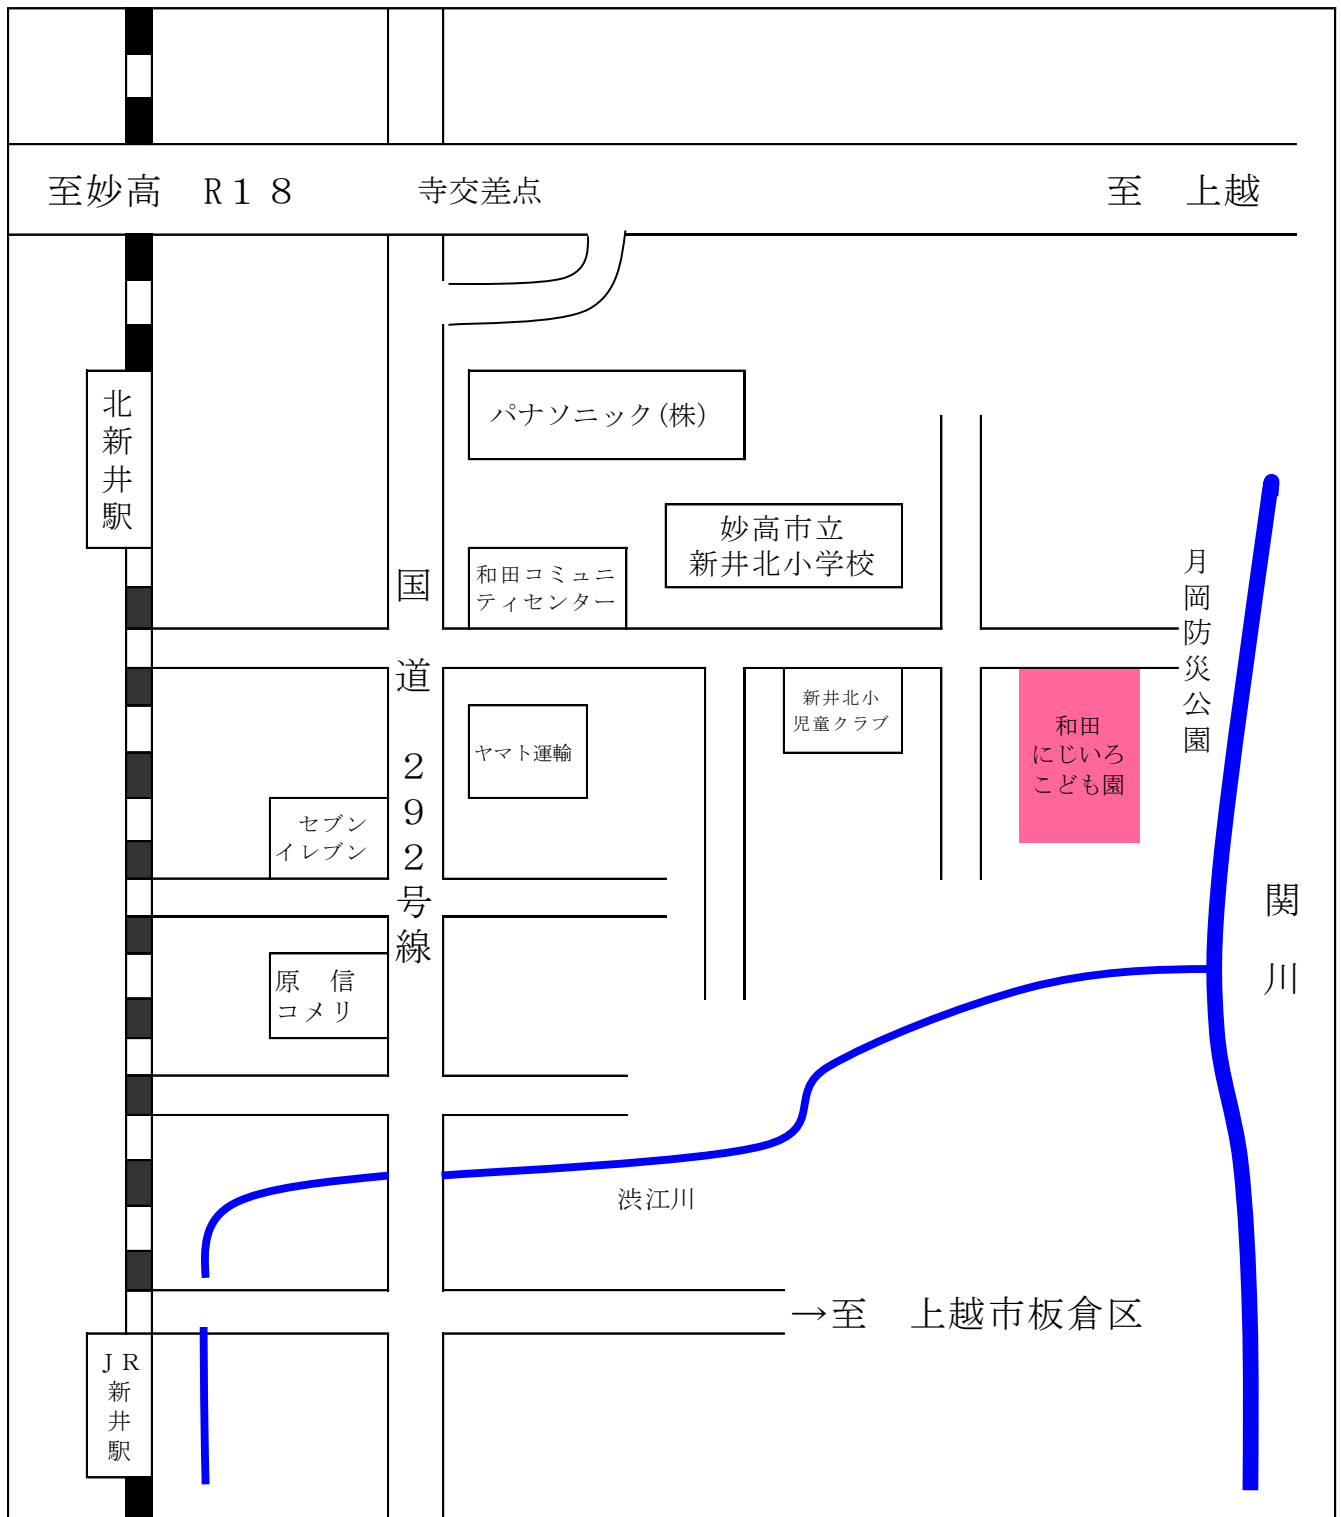 至妙高　R１８
寺交差点
至　上越
北新井駅
パナソニック(株)
妙高市立
新井北小学校
和田コミュニ
ティセンター
国道２９２号線
月岡防災公園
新井北小
児童クラブ
和田
にじいろ
こども園
ヤマト運輸
セブン
イレブン
関川
原　信
コメリ
渋江川
→至　上越市板倉区
ＪＲ
新井駅